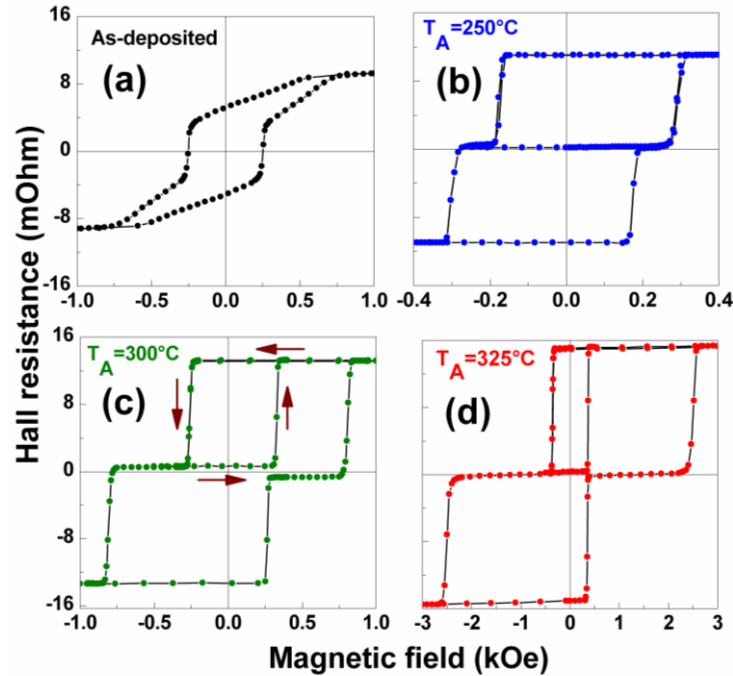 As-deposited
(a)
T_A=250°C
(b)
Hall resistance (mOhm)
16
8
0
-8
-16
-1.0 -0.5 0.0 0.5 1.0
-0.4 -0.2 0.0 0.2 0.4
T_A=300°C
(c)
T_A=325°C
(d)
16
8
0
-8
-16
-1.0 -0.5 0.0 0.5 1.0
-3 -2 -1 0 1 2 3
Magnetic field (kOe)